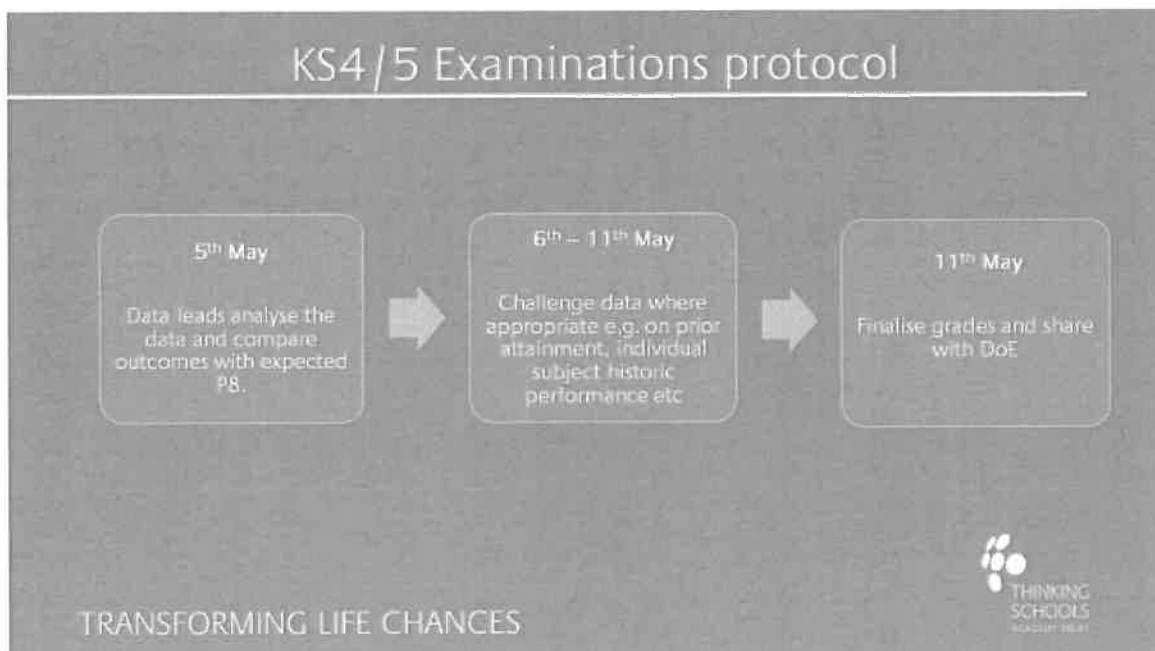 KS4/5 Examinations protocol
5th May
Data leads analyse the
data and compare
outcomes with expected
P8.
6th – 11th May
Challenge data where
appropriate e.g. on prior
attainment, individual
subject historic
performance etc
11th May
Finalise grades and share
with DoE
TRANSFORMING LIFE CHANCES
THINKING
SCHOOLS
ACADEMY TRUST